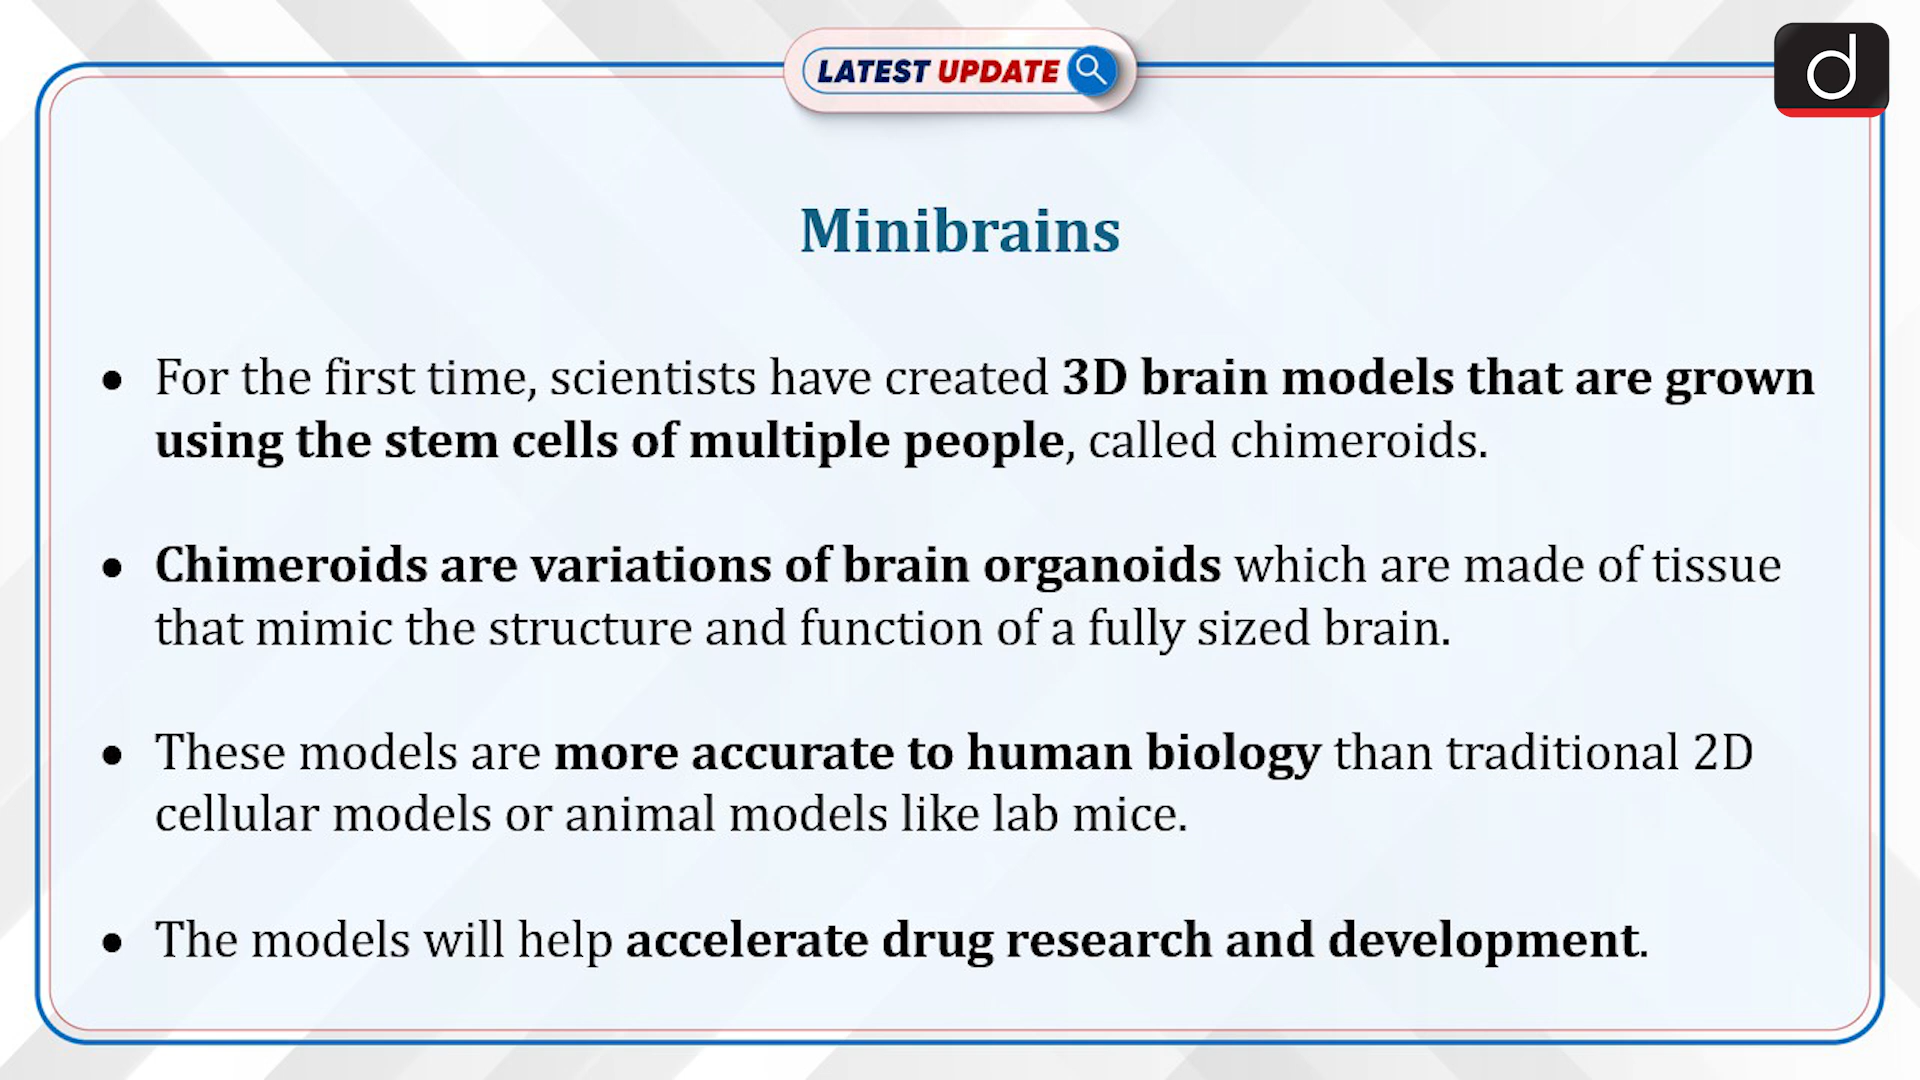 LATEST UPDATE
d
Minibrains
• For the first time, scientists have created 3D brain models that are grown
using the stem cells of multiple people, called chimeroids.
• Chimeroids are variations of brain organoids which are made of tissue
that mimic the structure and function of a fully sized brain.
• These models are more accurate to human biology than traditional 2D
cellular models or animal models like lab mice.
• The models will help accelerate drug research and development.